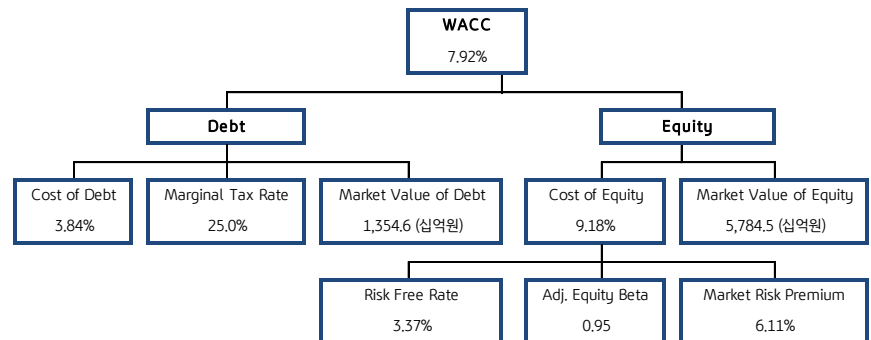 WACC
7.92%
Debt
Equity
Cost of Debt
3.84%
Marginal Tax Rate
25.0%
Market Value of Debt
1,354.6 (십억원)
Cost of Equity
9.18%
Market Value of Equity
5,784.5 (십억원)
Risk Free Rate
3.37%
Adj. Equity Beta
0.95
Market Risk Premium
6.11%